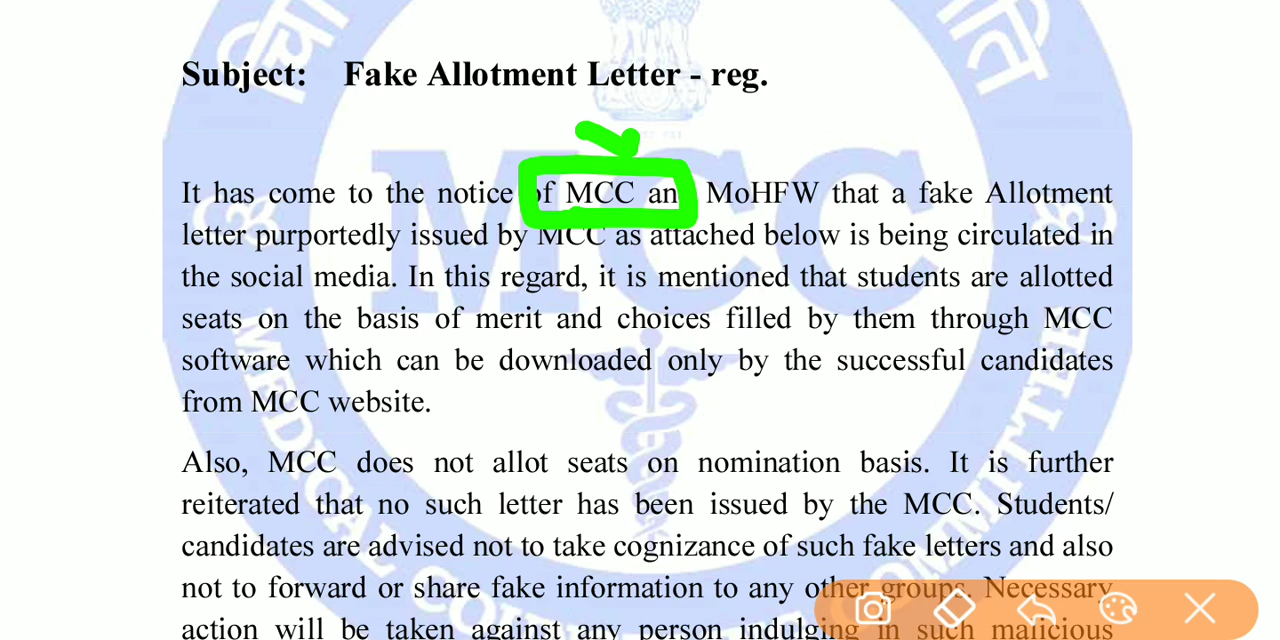 Subject: Fake Allotment Letter - reg.
It has come to the notice of MCC and MoHFW that a fake Allotment
letter purportedly issued by MCC as attached below is being circulated in
the social media. In this regard, it is mentioned that students are allotted
seats on the basis of merit and choices filled by them through MCC
software which can be downloaded only by the successful candidates
from MCC website.
Also, MCC does not allot seats on nomination basis. It is further
reiterated that no such letter has been issued by the MCC. Students/
candidates are advised not to take cognizance of such fake letters and also
not to forward or share fake information to any other groups. Necessary
action will be taken against any person indulging in such malicious
MCC
MEDICAL
COMMITTEE